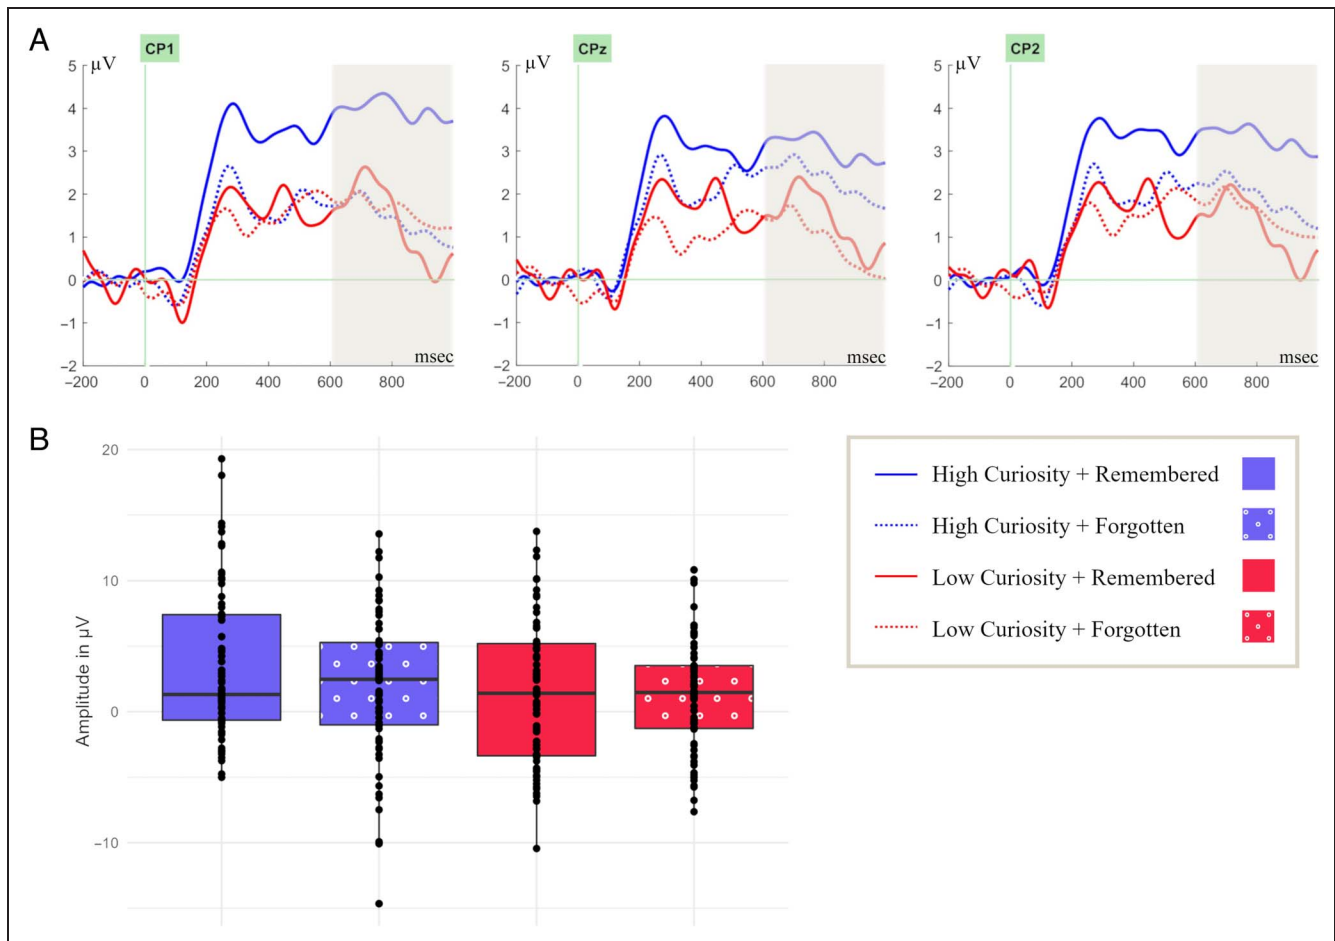 A
CP1
CPz
CP2
5 µV
4
3
2
1
0
−1
−2
msec
−200 0 200 400 600 800
5 µV
4
3
2
1
0
−1
−2
msec
−200 0 200 400 600 800
5 µV
4
3
2
1
0
−1
−2
msec
−200 0 200 400 600 800
B
Amplitude in µV
20
10
0
−10
High Curiosity + Remembered
High Curiosity + Forgotten
Low Curiosity + Remembered
Low Curiosity + Forgotten